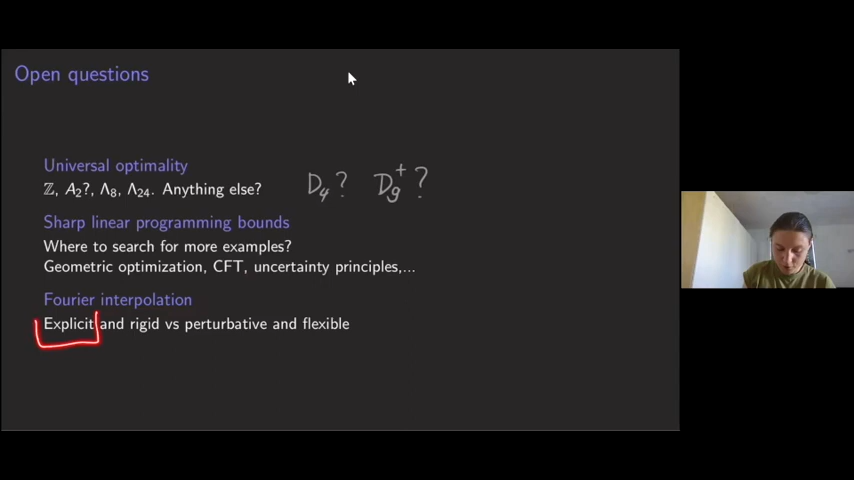 Open questions
Universal optimality
ℤ, A₂?, Λ₈, Λ₂₄. Anything else? D₄? D₉⁺?
Sharp linear programming bounds
Where to search for more examples?
Geometric optimization, CFT, uncertainty principles,...
Fourier interpolation
Explicit and rigid vs perturbative and flexible